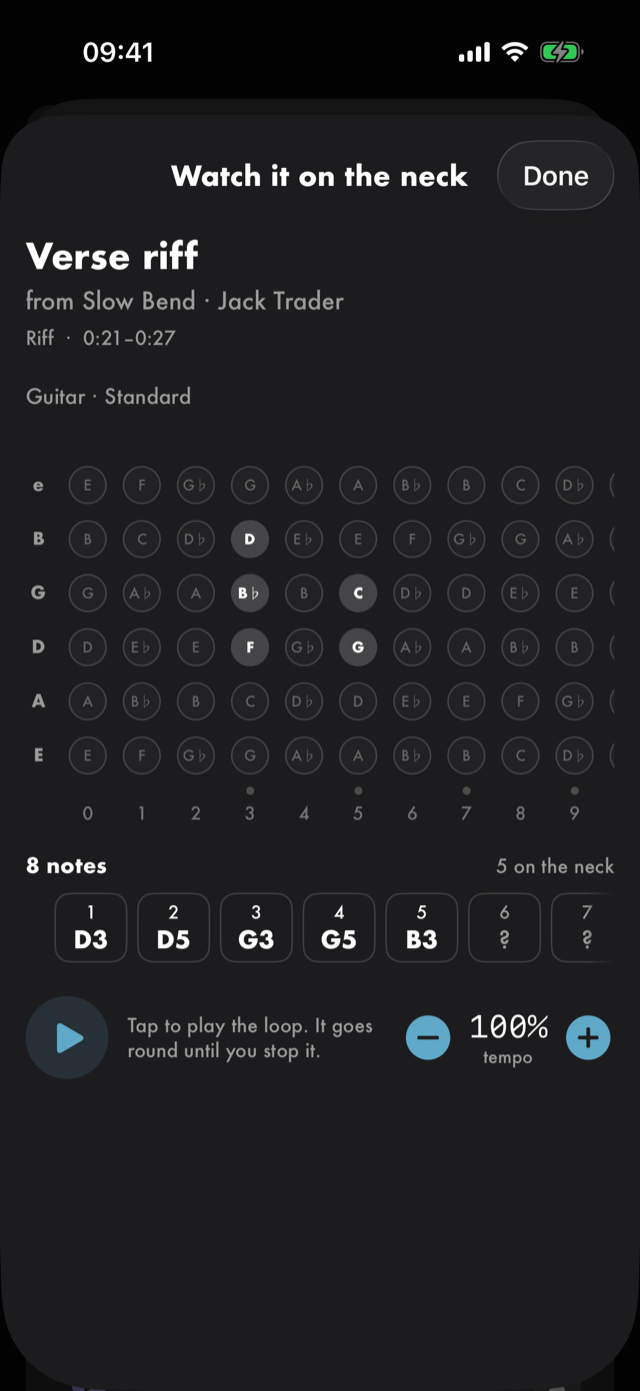 09:41
Watch it on the neck
Done
Verse riff
from Slow Bend · Jack Trader
Riff · 0:21–0:27
Guitar · Standard
e E F G♭ G A♭ A B♭ B C D♭
B B C D♭ D E♭ E F G♭ G A♭
G G A♭ A B♭ B C D♭ D E♭ E
D D E♭ E F G♭ G A♭ A B♭ B
A A B♭ B C D♭ D E♭ E F G♭
E E F G♭ G A♭ A B♭ B C D♭
0 1 2 3 4 5 6 7 8 9
8 notes
5 on the neck
1 2 3 4 5 6 7
D3 D5 G3 G5 B3 ? ?
Tap to play the loop. It goes
round until you stop it.
− 100% +
tempo